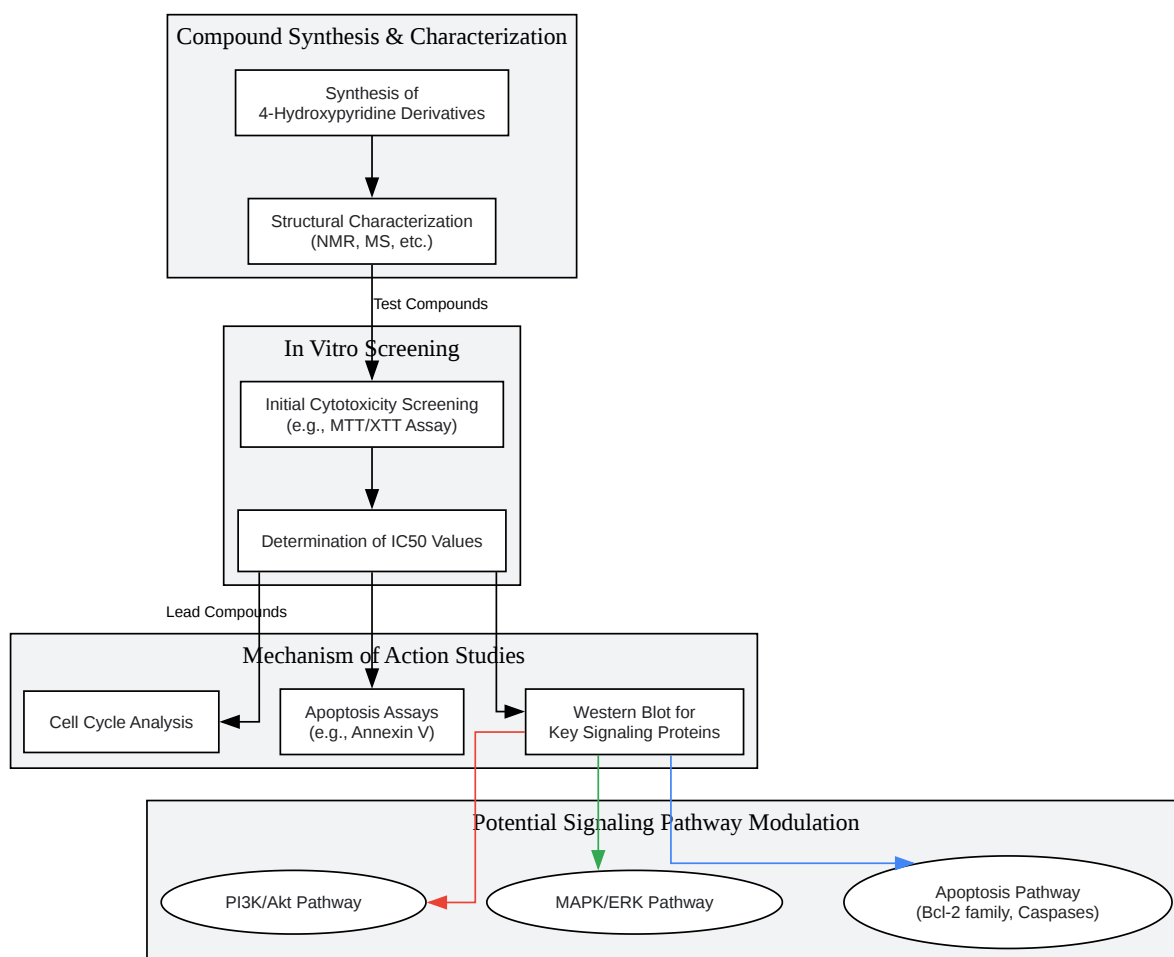 Compound Synthesis & Characterization
Synthesis of
4-Hydroxypyridine Derivatives
Structural Characterization
(NMR, MS, etc.)
Test Compounds
In Vitro Screening
Initial Cytotoxicity Screening
(e.g., MTT/XTT Assay)
Determination of IC50 Values
Lead Compounds
Mechanism of Action Studies
Cell Cycle Analysis
Apoptosis Assays
(e.g., Annexin V)
Western Blot for
Key Signaling Proteins
Potential Signaling Pathway Modulation
PI3K/Akt Pathway
MAPK/ERK Pathway
Apoptosis Pathway
(Bcl-2 family, Caspases)